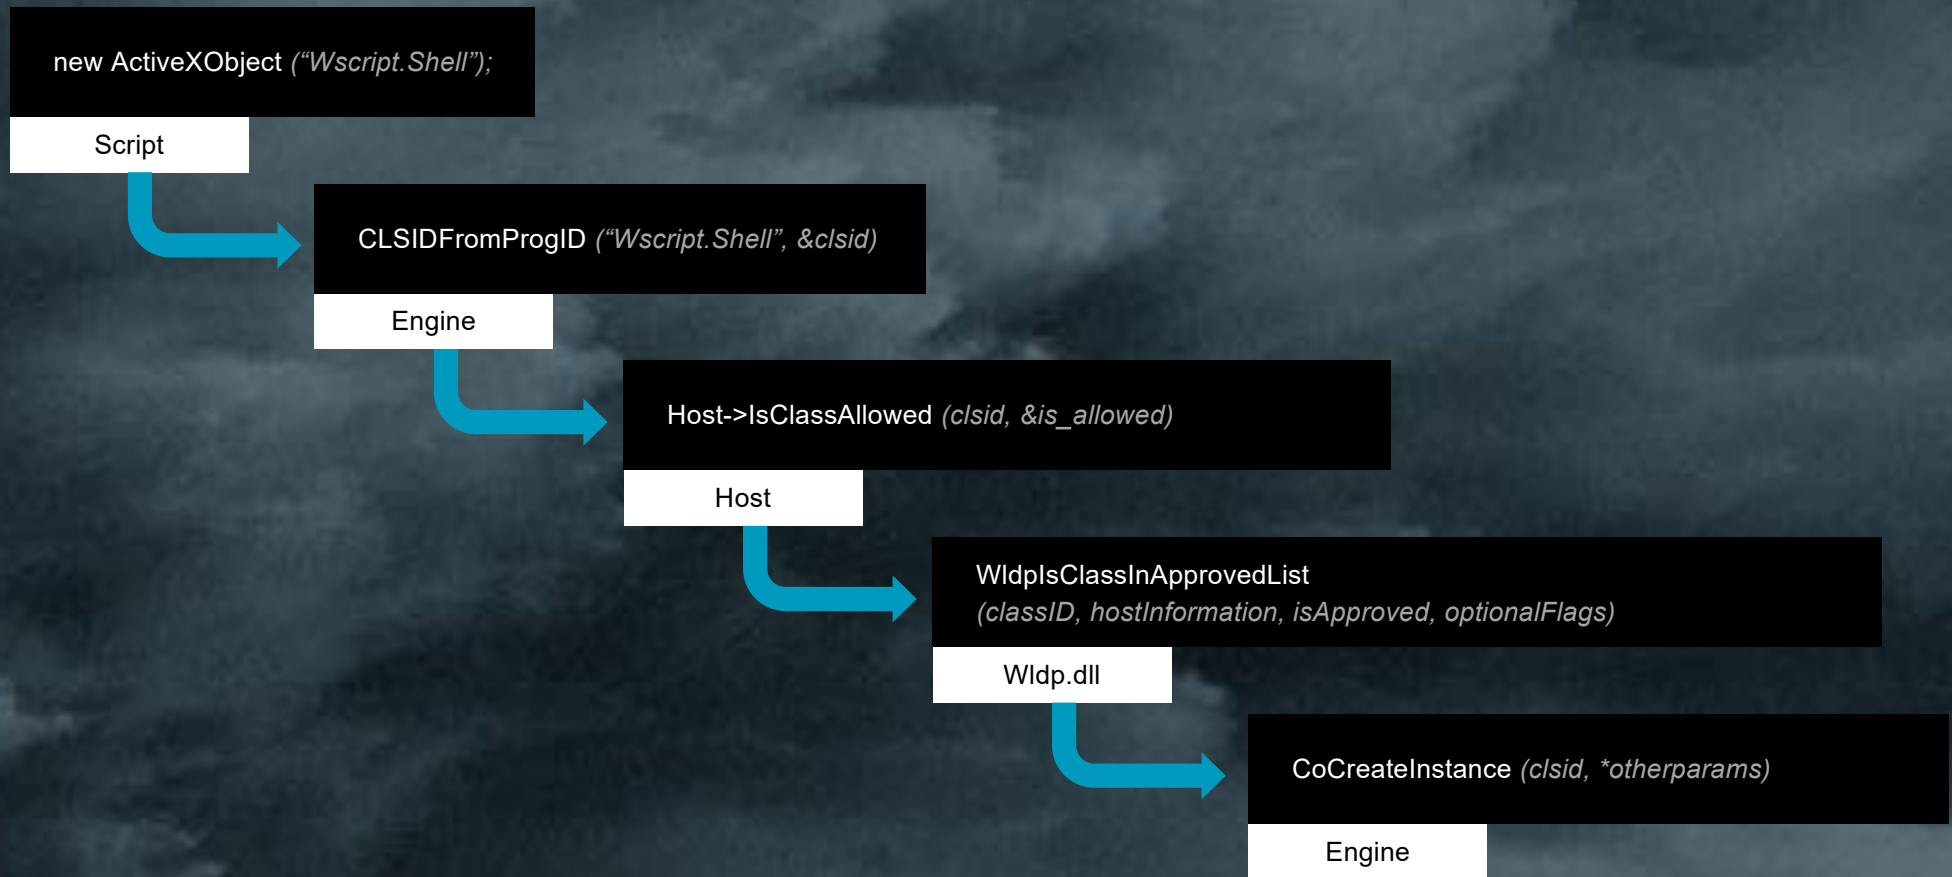 new ActiveXObject (“Wscript.Shell”);
Script
CLSIDFromProgID (“Wscript.Shell”, &clsid)
Engine
Host->IsClassAllowed (clsid, &is_allowed)
Host
WldpIsClassInApprovedList
(classID, hostInformation, isApproved, optionalFlags)
Wldp.dll
CoCreateInstance (clsid, *otherparams)
Engine